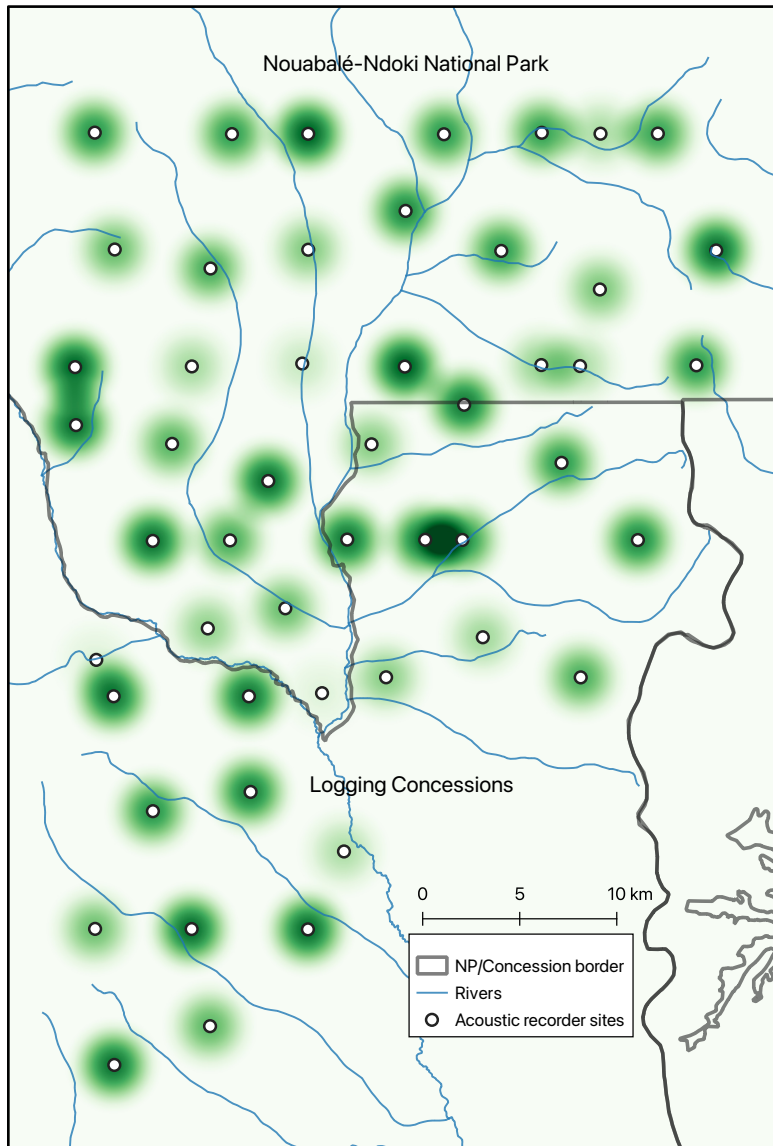 Nouabalé-Ndoki National Park
Logging Concessions
0 5 10 km
NP/Concession border
Rivers
Acoustic recorder sites